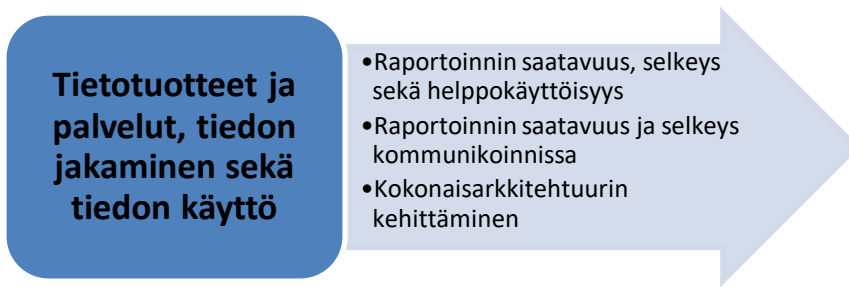 Tietotuotteet ja
palvelut, tiedon
jakaminen sekä
tiedon käyttö
•Raportoinnin saatavuus, selkeys
sekä helppokäyttöisyys
•Raportoinnin saatavuus ja selkeys
kommunikoinnissa
•Kokonaisarkkitehtuurin
kehittäminen